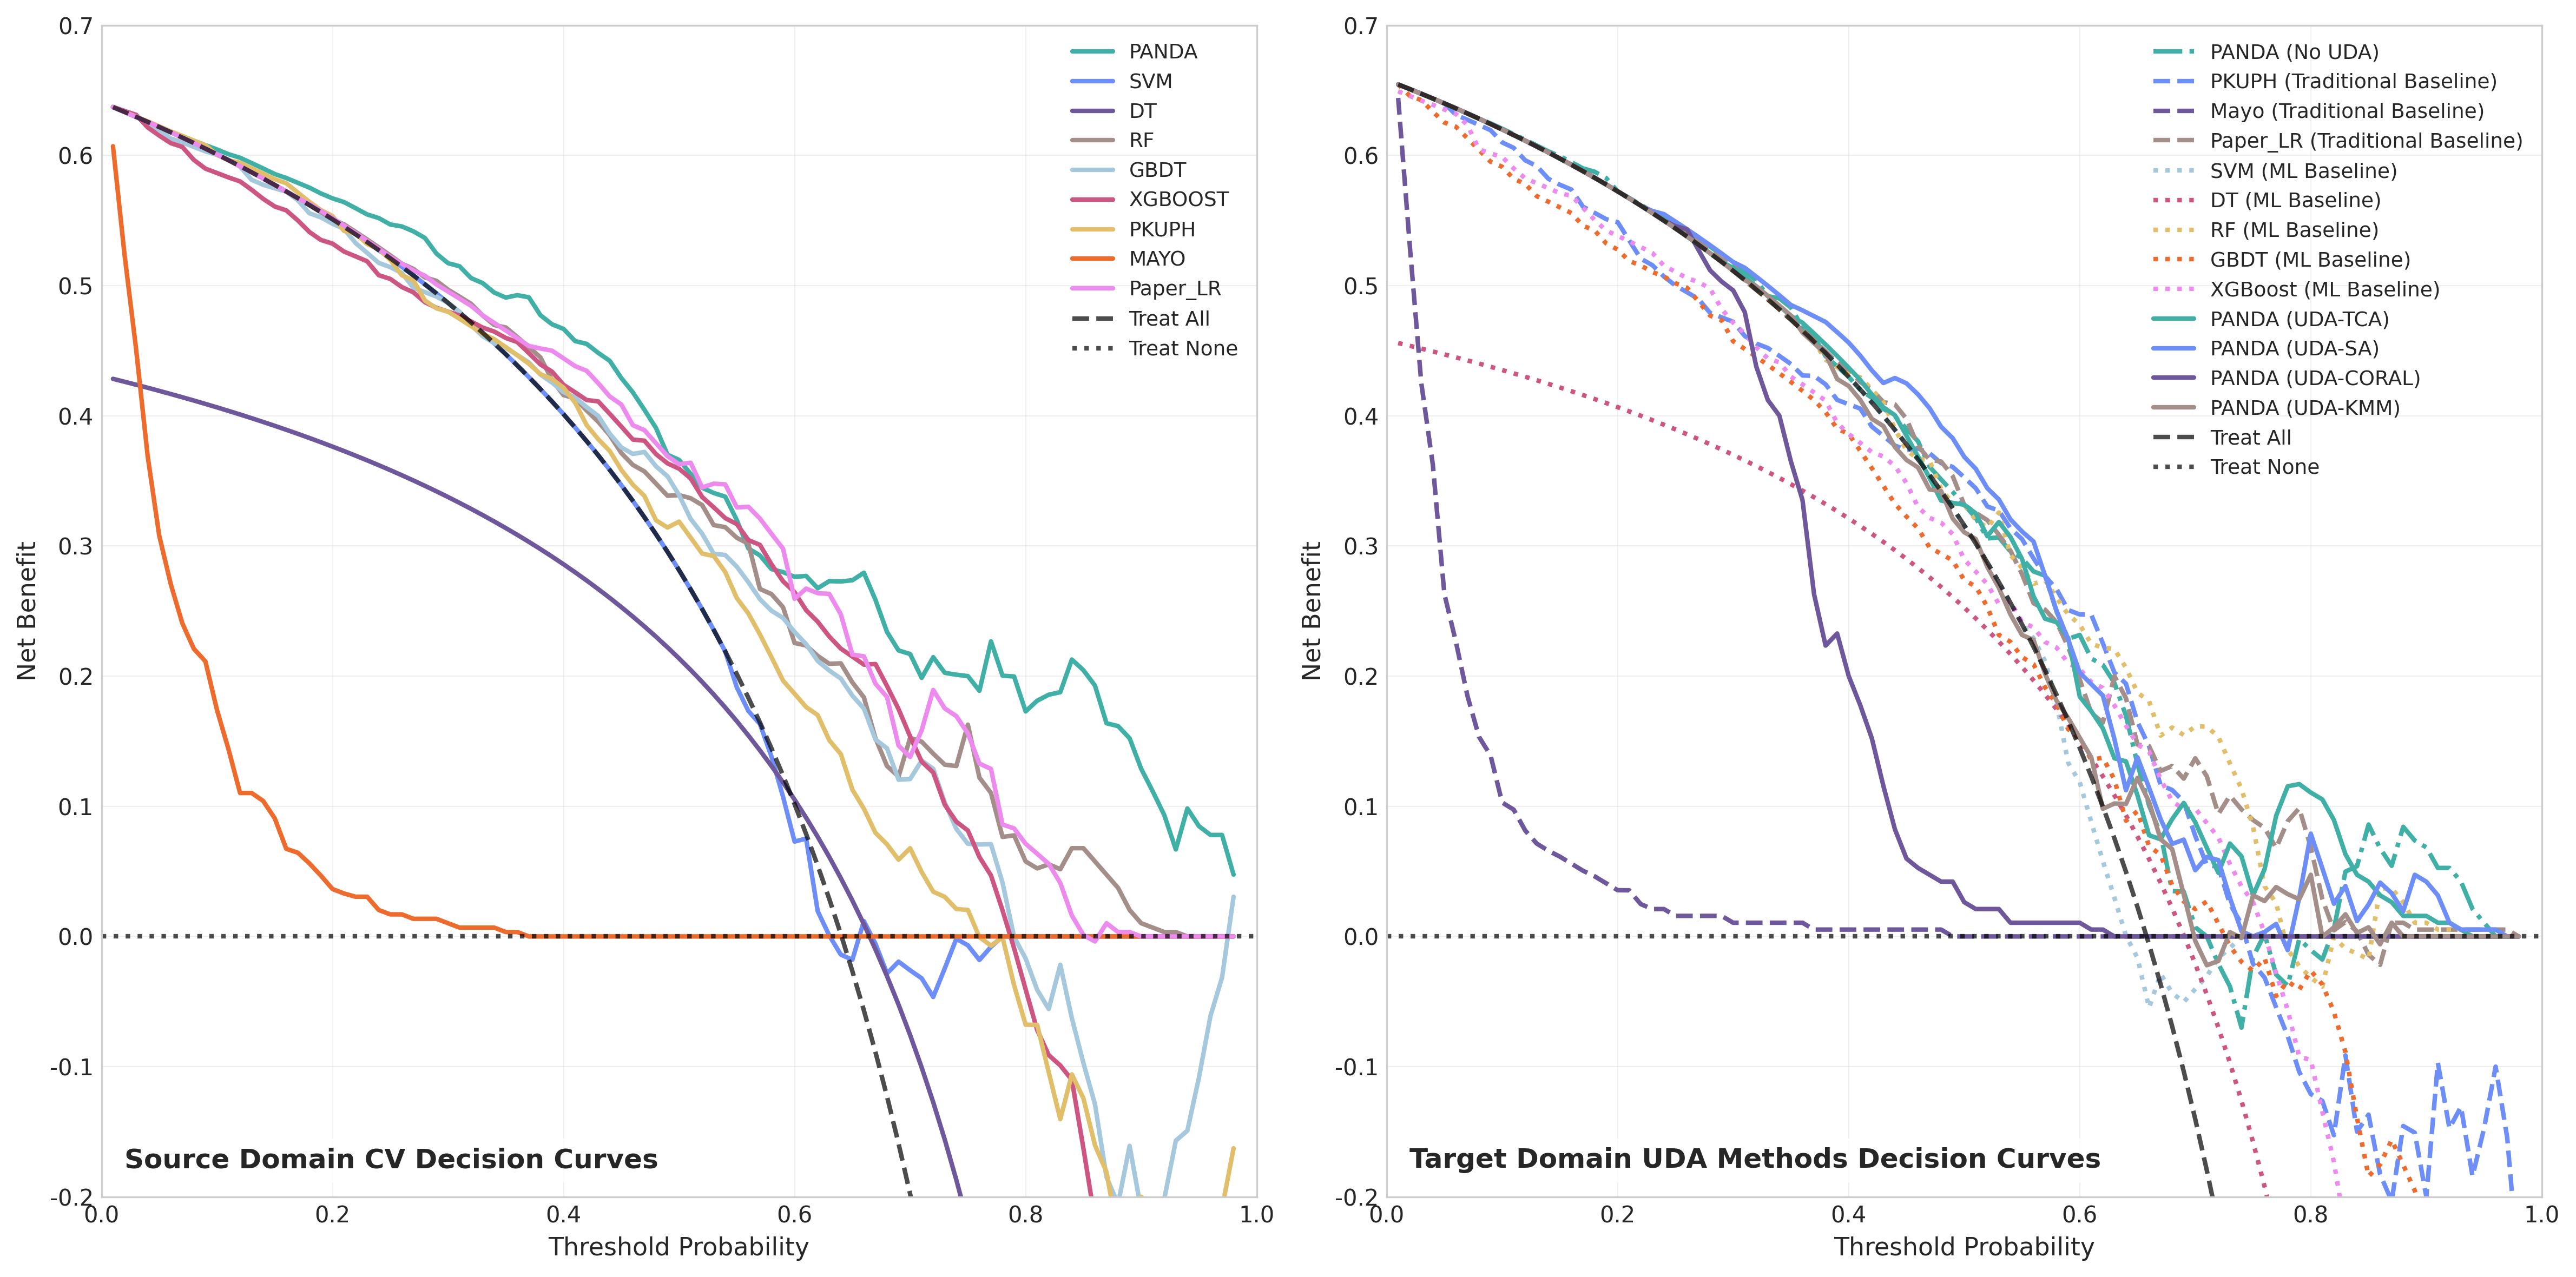 0.7
0.6
0.5
0.4
0.3
0.2
0.1
0.0
-0.1
-0.2
Net Benefit
0.0
0.2
0.4
0.6
0.8
1.0
Threshold Probability
PANDA
SVM
DT
RF
GBDT
XGBOOST
PKUPH
MAYO
Paper_LR
Treat All
Treat None
Source Domain CV Decision Curves
0.7
0.6
0.5
0.4
0.3
0.2
0.1
0.0
-0.1
-0.2
Net Benefit
0.0
0.2
0.4
0.6
0.8
1.0
Threshold Probability
PANDA (No UDA)
PKUPH (Traditional Baseline)
Mayo (Traditional Baseline)
Paper_LR (Traditional Baseline)
SVM (ML Baseline)
DT (ML Baseline)
RF (ML Baseline)
GBDT (ML Baseline)
XGBoost (ML Baseline)
PANDA (UDA-TCA)
PANDA (UDA-SA)
PANDA (UDA-CORAL)
PANDA (UDA-KMM)
Treat All
Treat None
Target Domain UDA Methods Decision Curves